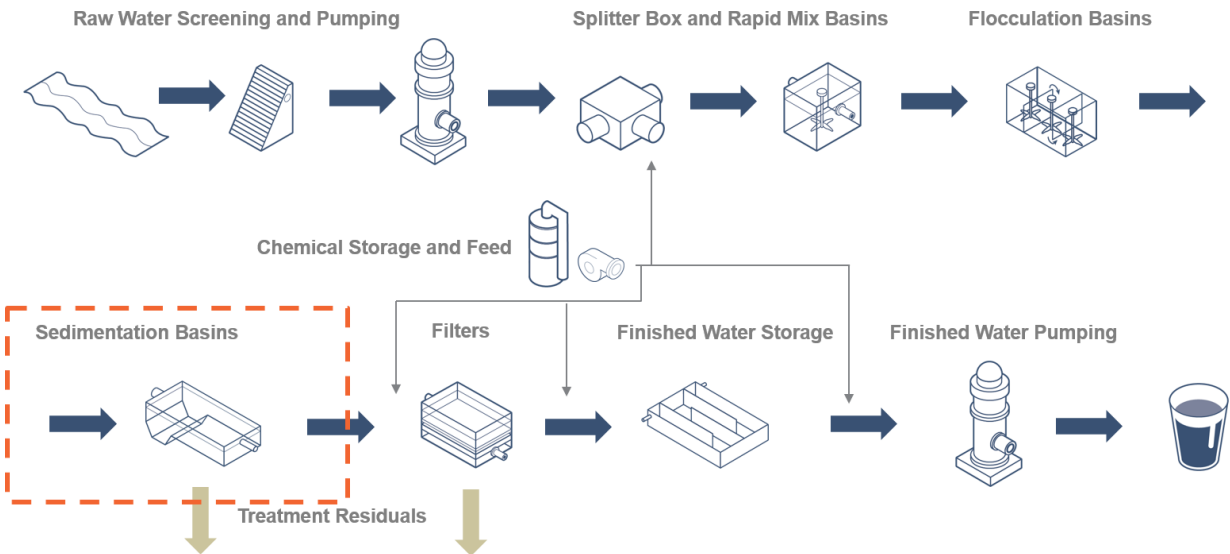 Raw Water Screening and Pumping
Splitter Box and Rapid Mix Basins
Flocculation Basins
Chemical Storage and Feed
Sedimentation Basins
Filters
Finished Water Storage
Finished Water Pumping
Treatment Residuals